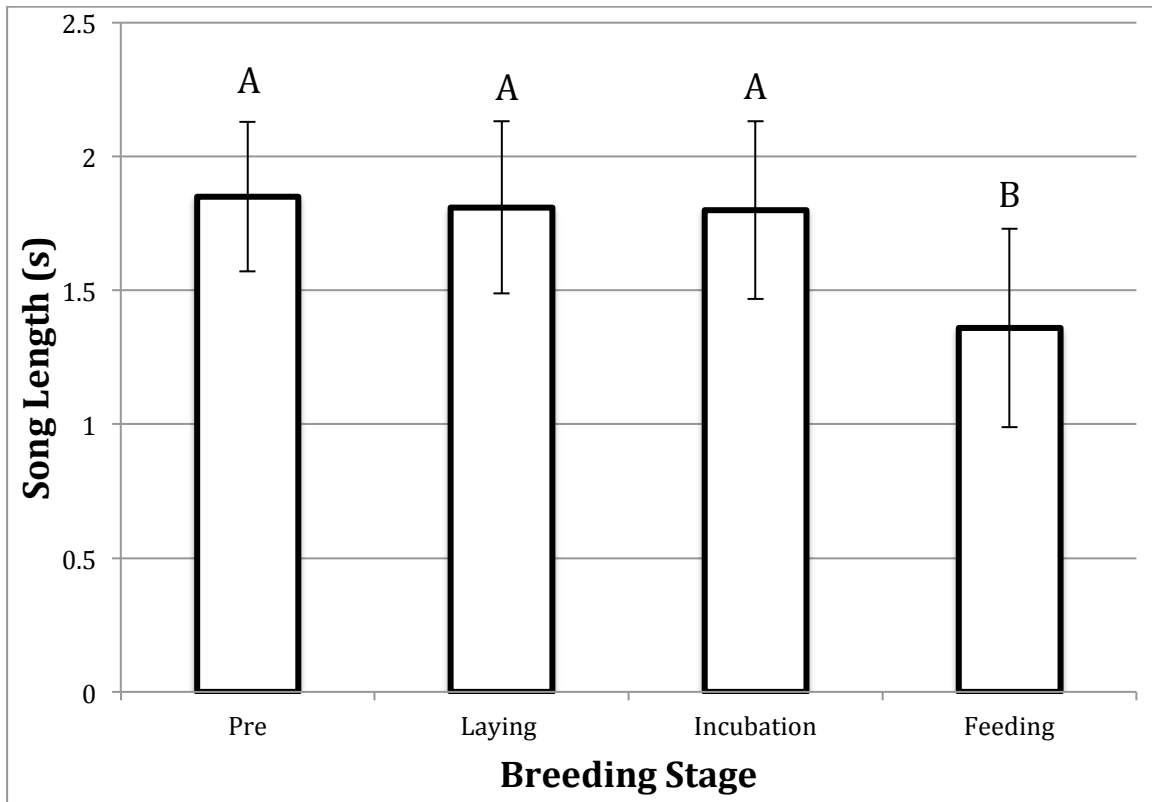 2.5
2
1.5
1
0.5
0
Song Length (s)
A
A
A
B
Pre
Laying
Incubation
Feeding
Breeding Stage